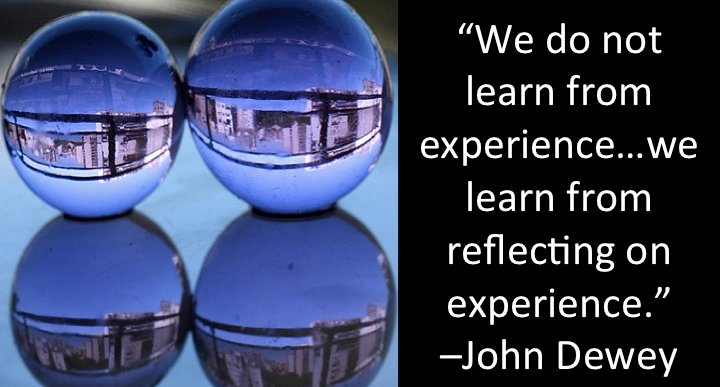 “We do not
learn from
experience...we
learn from
reflecting on
experience.”
–John Dewey